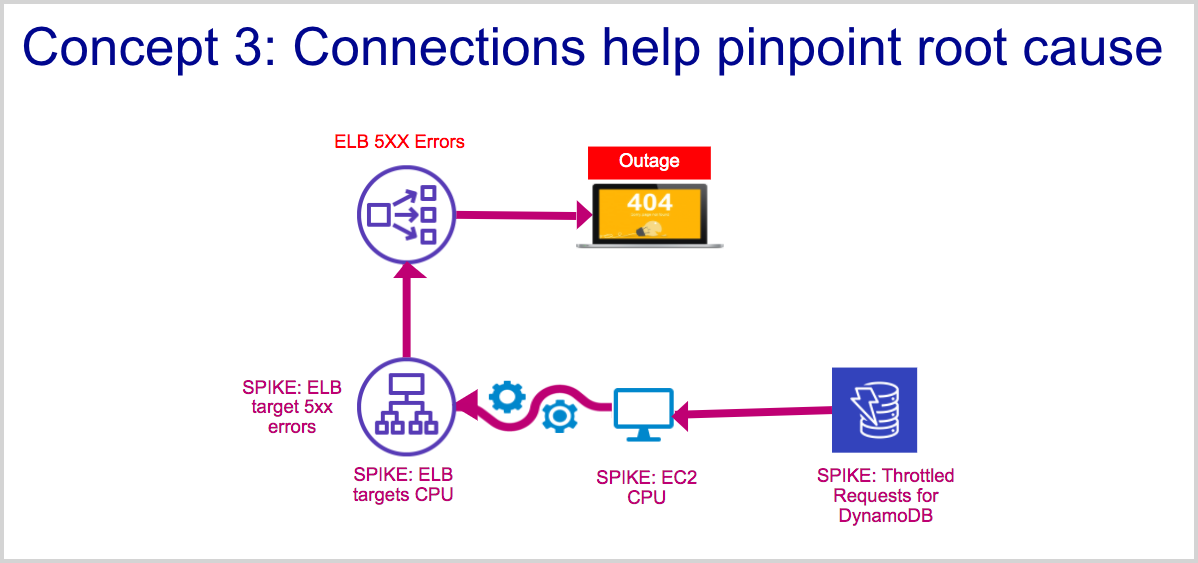 Concept 3: Connections help pinpoint root cause
ELB 5XX Errors
Outage
404
SPIKE: ELB
target 5xx
errors
SPIKE: ELB
targets CPU
SPIKE: EC2
CPU
SPIKE: Throttled
Requests for
DynamoDB